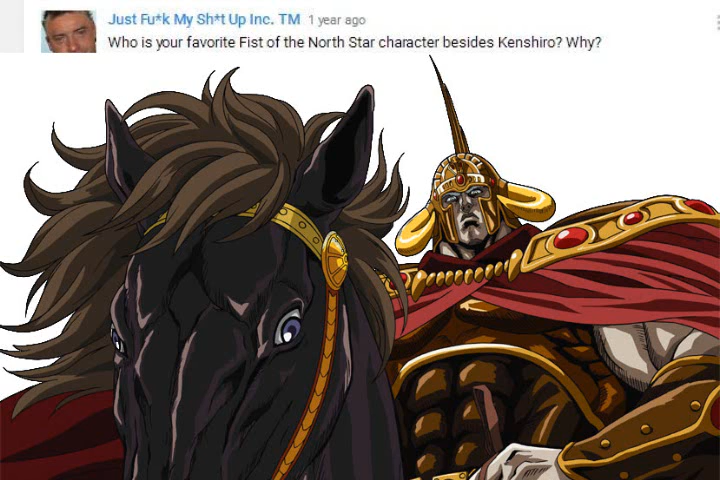 Just Fu*k My Sh*t Up Inc. TM 1 year ago
Who is your favorite Fist of the North Star character besides Kenshiro? Why?